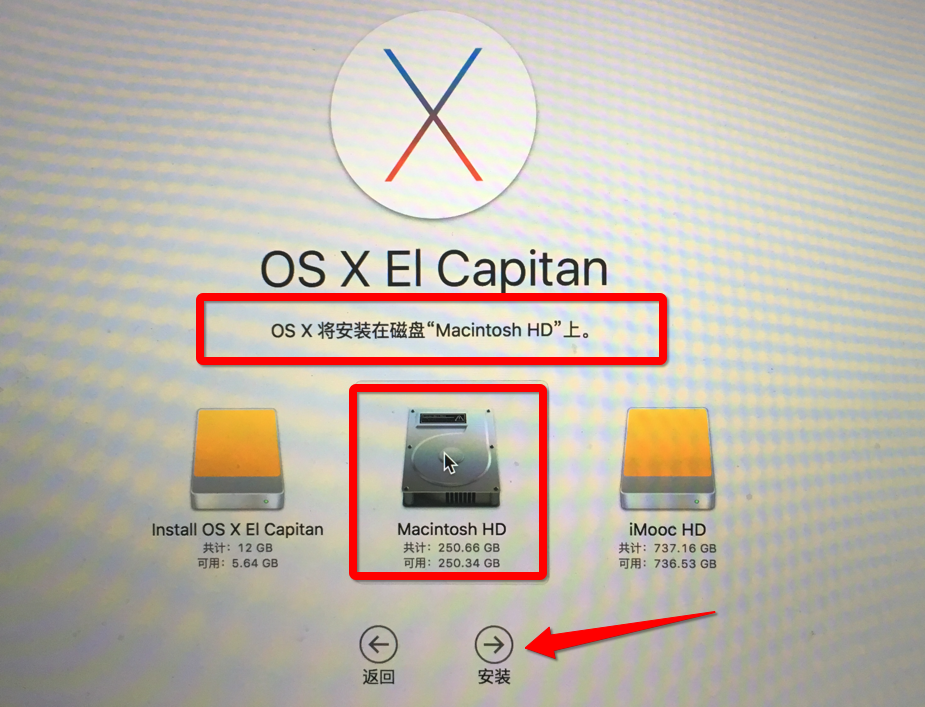 OS X El Capitan
OS X 将安装在磁盘“Macintosh HD”上。
Install OS X El Capitan
共计：12 GB
可用：5.64 GB
Macintosh HD
共计：250.66 GB
可用：250.34 GB
iMooc HD
共计：737.16 GB
可用：736.53 GB
返回
安装